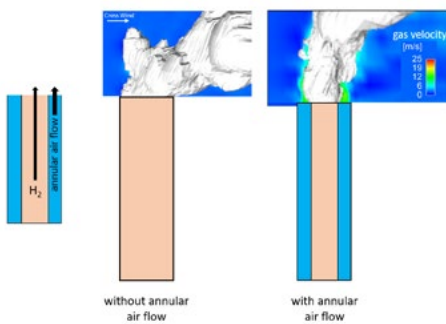 Cross Wind
gas velocity
[m/s]
25
19
12
6
0
annular air flow
H2
without annular
air flow
with annular
air flow